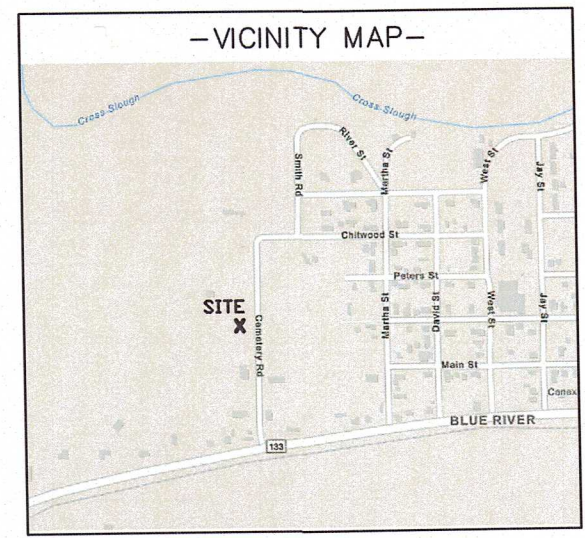 -VICINITY MAP-
Cross Slough
Cross Slough
River St
Martha St
West St
Smith Rd
Jay St
Chitwood St
Peters St
SITE
X
Cemetery Rd
Martha St
David St
West St
Jay St
Main St
Canex
BLUE RIVER
133